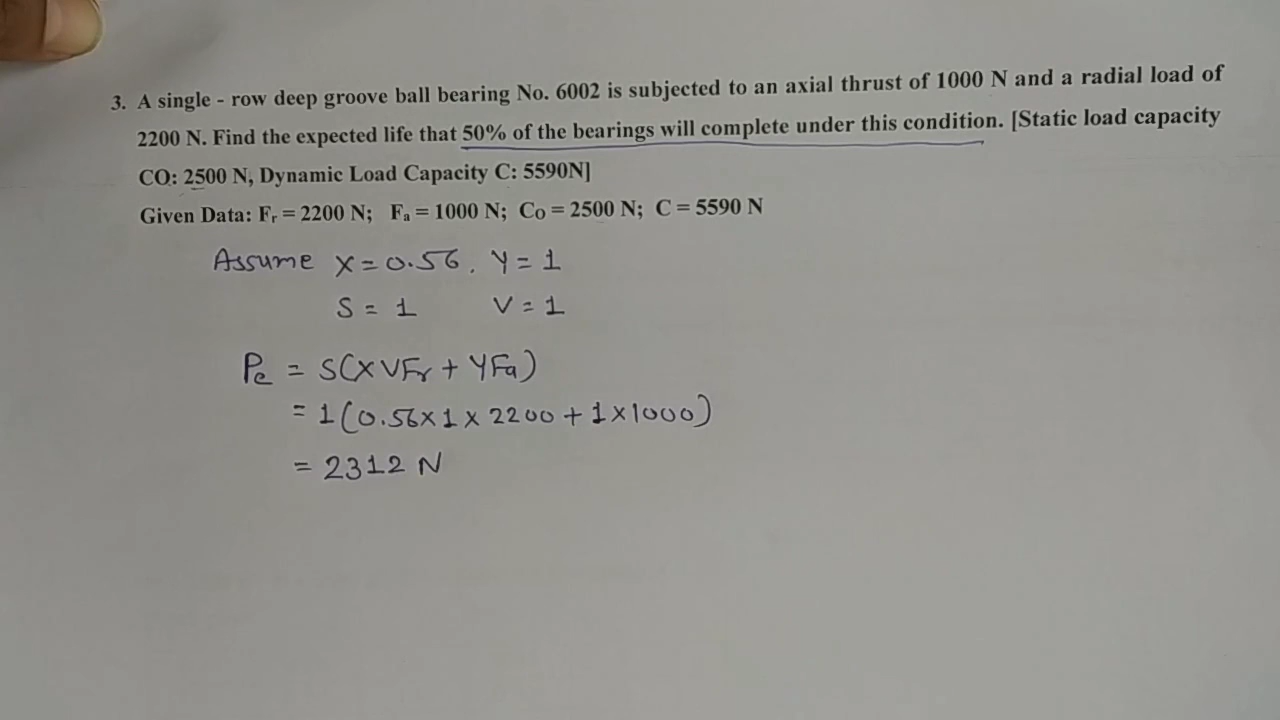 3. A single - row deep groove ball bearing No. 6002 is subjected to an axial thrust of 1000 N and a radial load of
2200 N. Find the expected life that 50% of the bearings will complete under this condition. [Static load capacity
CO: 2500 N, Dynamic Load Capacity C: 5590N]
Given Data: Fr = 2200 N; Fa = 1000 N; CO = 2500 N; C = 5590 N
Assume X = 0.56, Y = 1
S = 1 V = 1
Pe = S(XVFr + YFa)
= 1(0.56 x 1 x 2200 + 1 x 1000)
= 2312 N